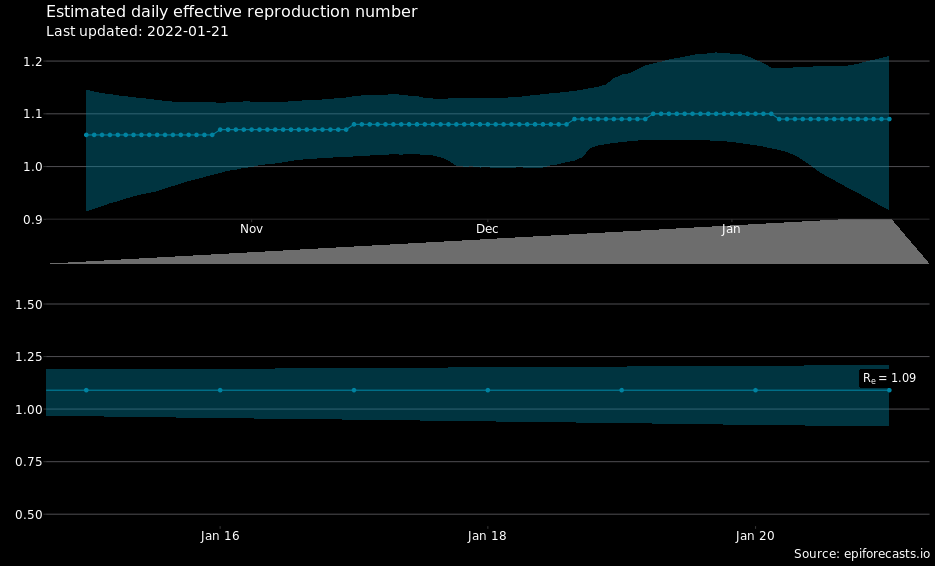 Estimated daily effective reproduction number
Last updated: 2022-01-21
1.2
1.1
1.0
0.9
Nov Dec Jan
1.50
1.25
Re = 1.09
1.00
0.75
0.50
Jan 16 Jan 18 Jan 20
Source: epiforecasts.io